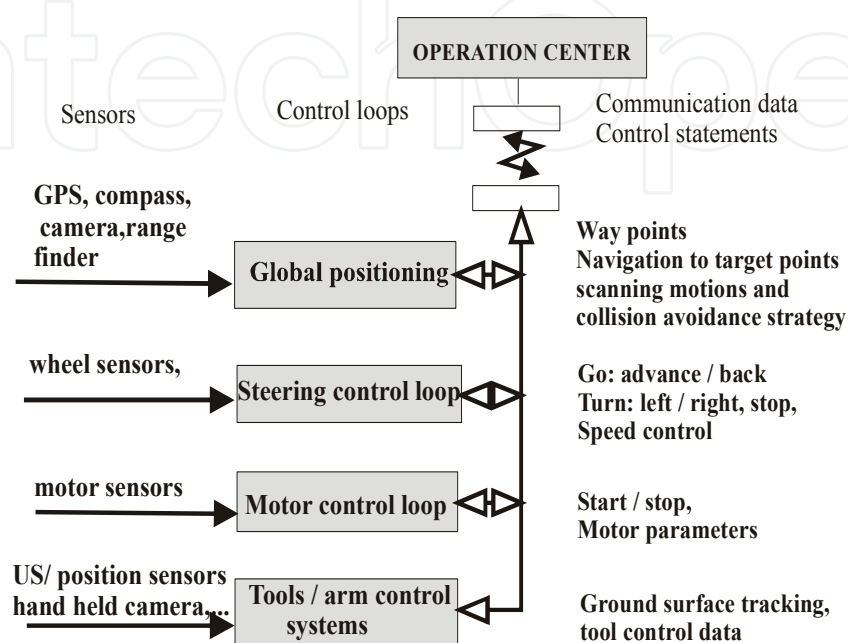 OPERATION CENTER
Sensors
Control loops
Communication data
Control statements
GPS, compass,
camera,range
finder
Global positioning
Way points
Navigation to target points
scanning motions and
collision avoidance strategy
wheel sensors,
Steering control loop
Go: advance / back
Turn: left / right, stop,
Speed control
motor sensors
Motor control loop
Start / stop,
Motor parameters
US/ position sensors
hand held camera,...
Tools / arm control
systems
Ground surface tracking,
tool control data